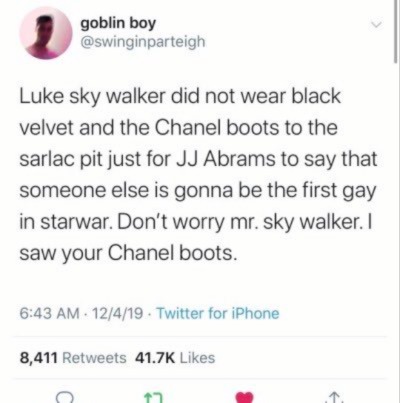 goblin boy
@swinginparteigh
Luke sky walker did not wear black
velvet and the Chanel boots to the
sarlac pit just for JJ Abrams to say that
someone else is gonna be the first gay
in starwar. Don't worry mr. sky walker. I
saw your Chanel boots.
6:43 AM · 12/4/19 · Twitter for iPhone
8,411 Retweets 41.7K Likes